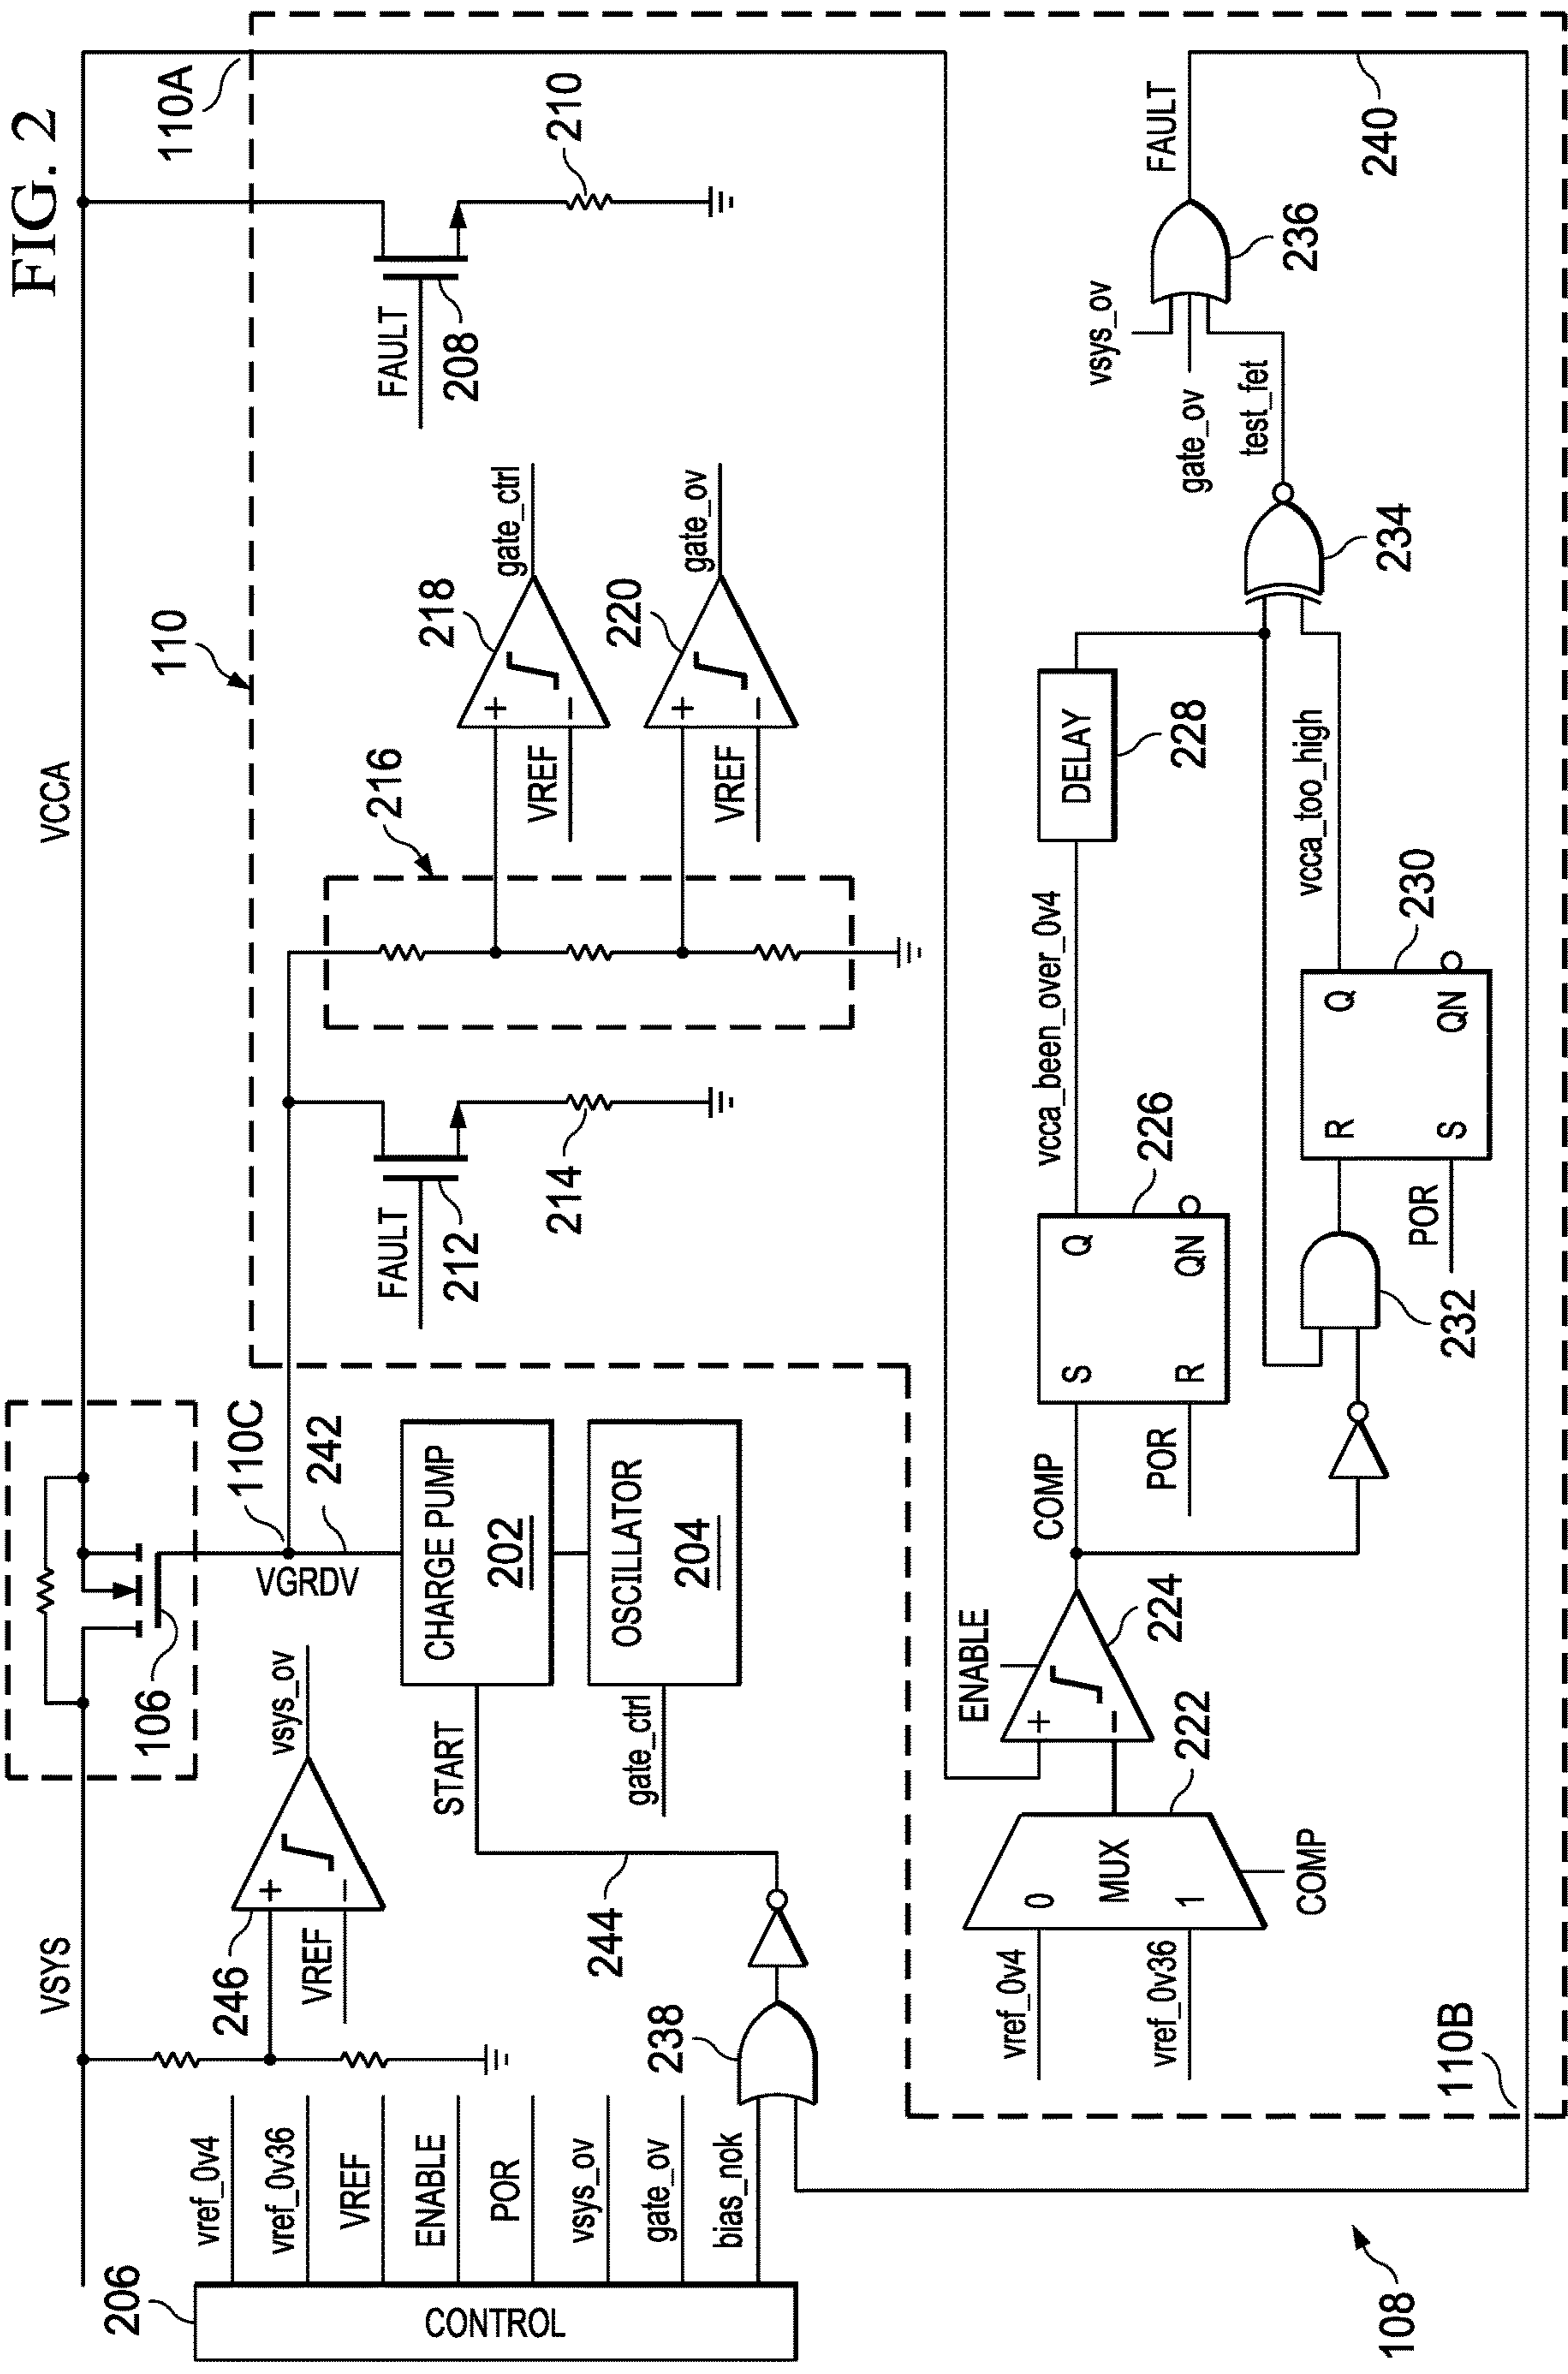 FIG. 2
VSYS
VCCA
106
110
110A
110C
242
VGRDV
246
VREF
vsys_ov
206
CONTROL
vref_0v4
vref_0v36
VREF
ENABLE
POR
vsys_ov
gate_ov
bias_nok
238
244
START
CHARGE PUMP
202
OSCILLATOR
204
gate_ctrl
FAULT
212
214
216
218
VREF
gate_ctrl
220
VREF
gate_ov
FAULT
208
210
+
–
+
–
+
–
110B
vref_0v4
vref_0v36
0
MUX
1
222
COMP
ENABLE
+
–
224
COMP
S
Q
R
QN
226
POR
vcca_been_over_0v4
DELAY
228
232
POR
R
Q
S
QN
230
vcca_too_high
234
test_fet
gate_ov
vsys_ov
236
FAULT
240
108